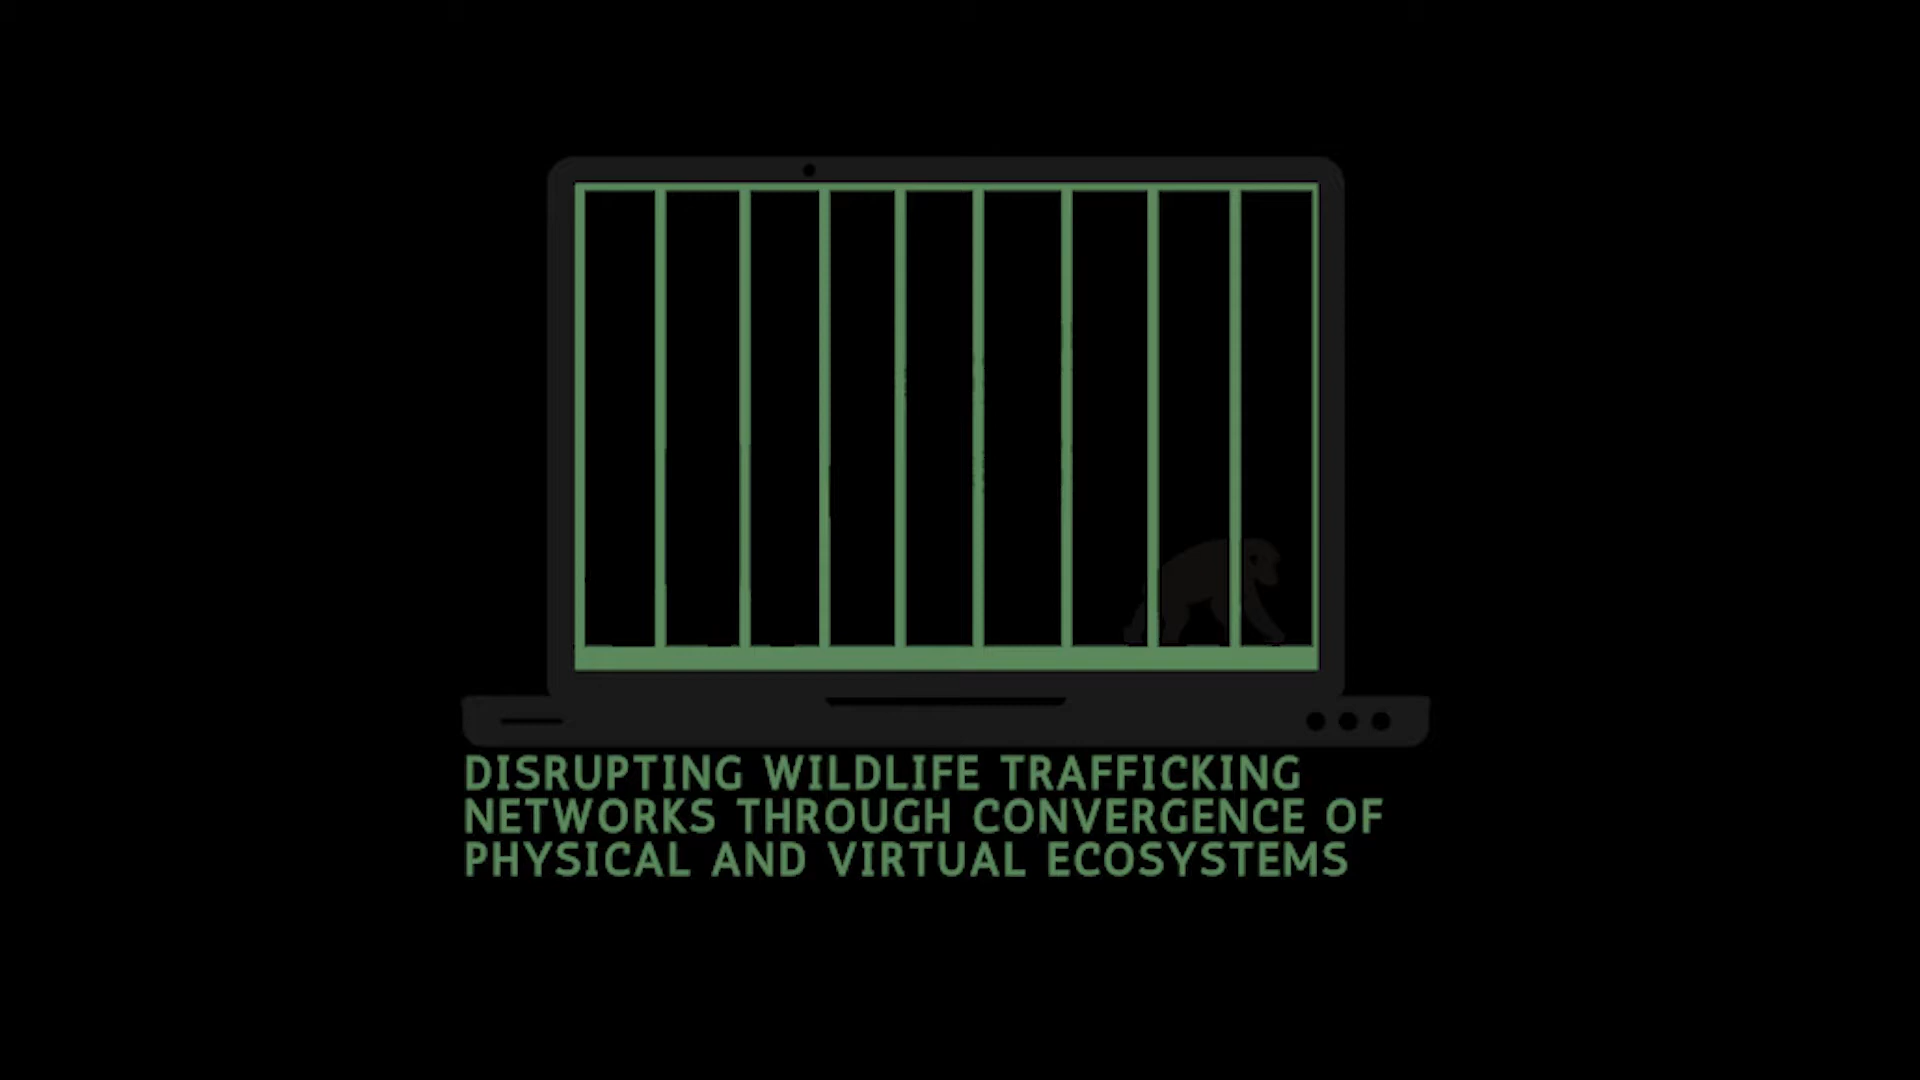 DISRUPTING WILDLIFE TRAFFICKING
NETWORKS THROUGH CONVERGENCE OF
PHYSICAL AND VIRTUAL ECOSYSTEMS